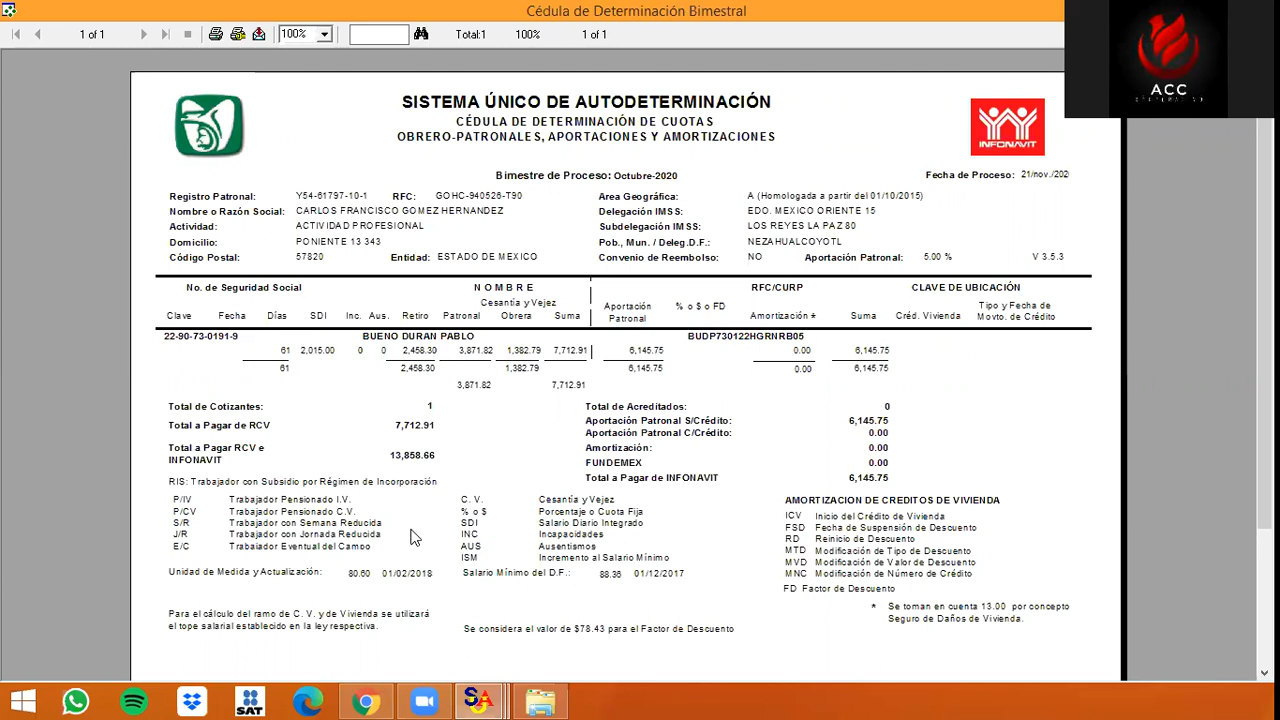 Cédula de Determinación Bimestral
1 of 1 100% Total:1 100% 1 of 1
ACC
SISTEMA ÚNICO DE AUTODETERMINACIÓN
CÉDULA DE DETERMINACIÓN DE CUOTAS
OBRERO-PATRONALES, APORTACIONES Y AMORTIZACIONES
INFONAVIT
Bimestre de Proceso: Octubre-2020 Fecha de Proceso: 21/nov./202
Registro Patronal: Y54-61797-10-1 RFC: GOHC-940526-T90 Area Geográfica: A (Homologada a partir del 01/10/2015)
Nombre o Razón Social: CARLOS FRANCISCO GOMEZ HERNANDEZ Delegación IMSS: EDO. MEXICO ORIENTE 15
Actividad: ACTIVIDAD PROFESIONAL Subdelegación IMSS: LOS REYES LA PAZ 80
Domicilio: PONIENTE 13 343 Pob., Mun. / Deleg.D.F.: NEZAHUALCOYOTL
Código Postal: 57820 Entidad: ESTADO DE MEXICO Convenio de Reembolso: NO Aportación Patronal: 5.00 % V 3.5.3
No. de Seguridad Social N O M B R E RFC/CURP CLAVE DE UBICACIÓN
Cesantía y Vejez
Aportación Patronal % o $ o FD Tipo y Fecha de Movto. de Crédito
Clave Fecha Días SDI Inc. Aus. Retiro Patronal Obrera Suma Amortización * Suma Créd. Vivienda
22-90-73-0191-9 BUENO DURAN PABLO BUDP730122HGRNRB05
61 2,015.00 0 0 2,458.30 3,871.82 1,382.79 7,712.91 6,145.75 0.00 6,145.75
61 2,458.30 1,382.79 6,145.75 0.00 6,145.75
3,871.82 7,712.91
Total de Cotizantes: 1 Total de Acreditados: 0
Total a Pagar de RCV 7,712.91 Aportación Patronal S/Crédito: 6,145.75
Aportación Patronal C/Crédito: 0.00
Total a Pagar RCV e INFONAVIT 13,858.66 Amortización: 0.00
FUNDEMEX 0.00
Total a Pagar de INFONAVIT 6,145.75
RIS: Trabajador con Subsidio por Régimen de Incorporación
P/IV Trabajador Pensionado I.V. C. V. Cesantía y Vejez AMORTIZACION DE CREDITOS DE VIVIENDA
P/CV Trabajador Pensionado C.V. % o $ Porcentaje o Cuota Fija ICV Inicio del Crédito de Vivienda
S/R Trabajador con Semana Reducida SDI Salario Diario Integrado FSD Fecha de Suspensión de Descuento
J/R Trabajador con Jornada Reducida INC Incapacidades RD Reinicio de Descuento
E/C Trabajador Eventual del Campo AUS Ausentismos MTD Modificación de Tipo de Descuento
ISM Incremento al Salario Mínimo MVD Modificación de Valor de Descuento
Unidad de Medida y Actualización: 80.60 01/02/2018 Salario Mínimo del D.F.: 88.36 01/12/2017 MNC Modificación de Número de Crédito
FD Factor de Descuento
* Se toman en cuenta 13.00 por concepto
Seguro de Daños de Vivienda.
Para el cálculo del ramo de C. V. y de Vivienda se utilizará
el tope salarial establecido en la ley respectiva.
Se considera el valor de $78.43 para el Factor de Descuento
SAT